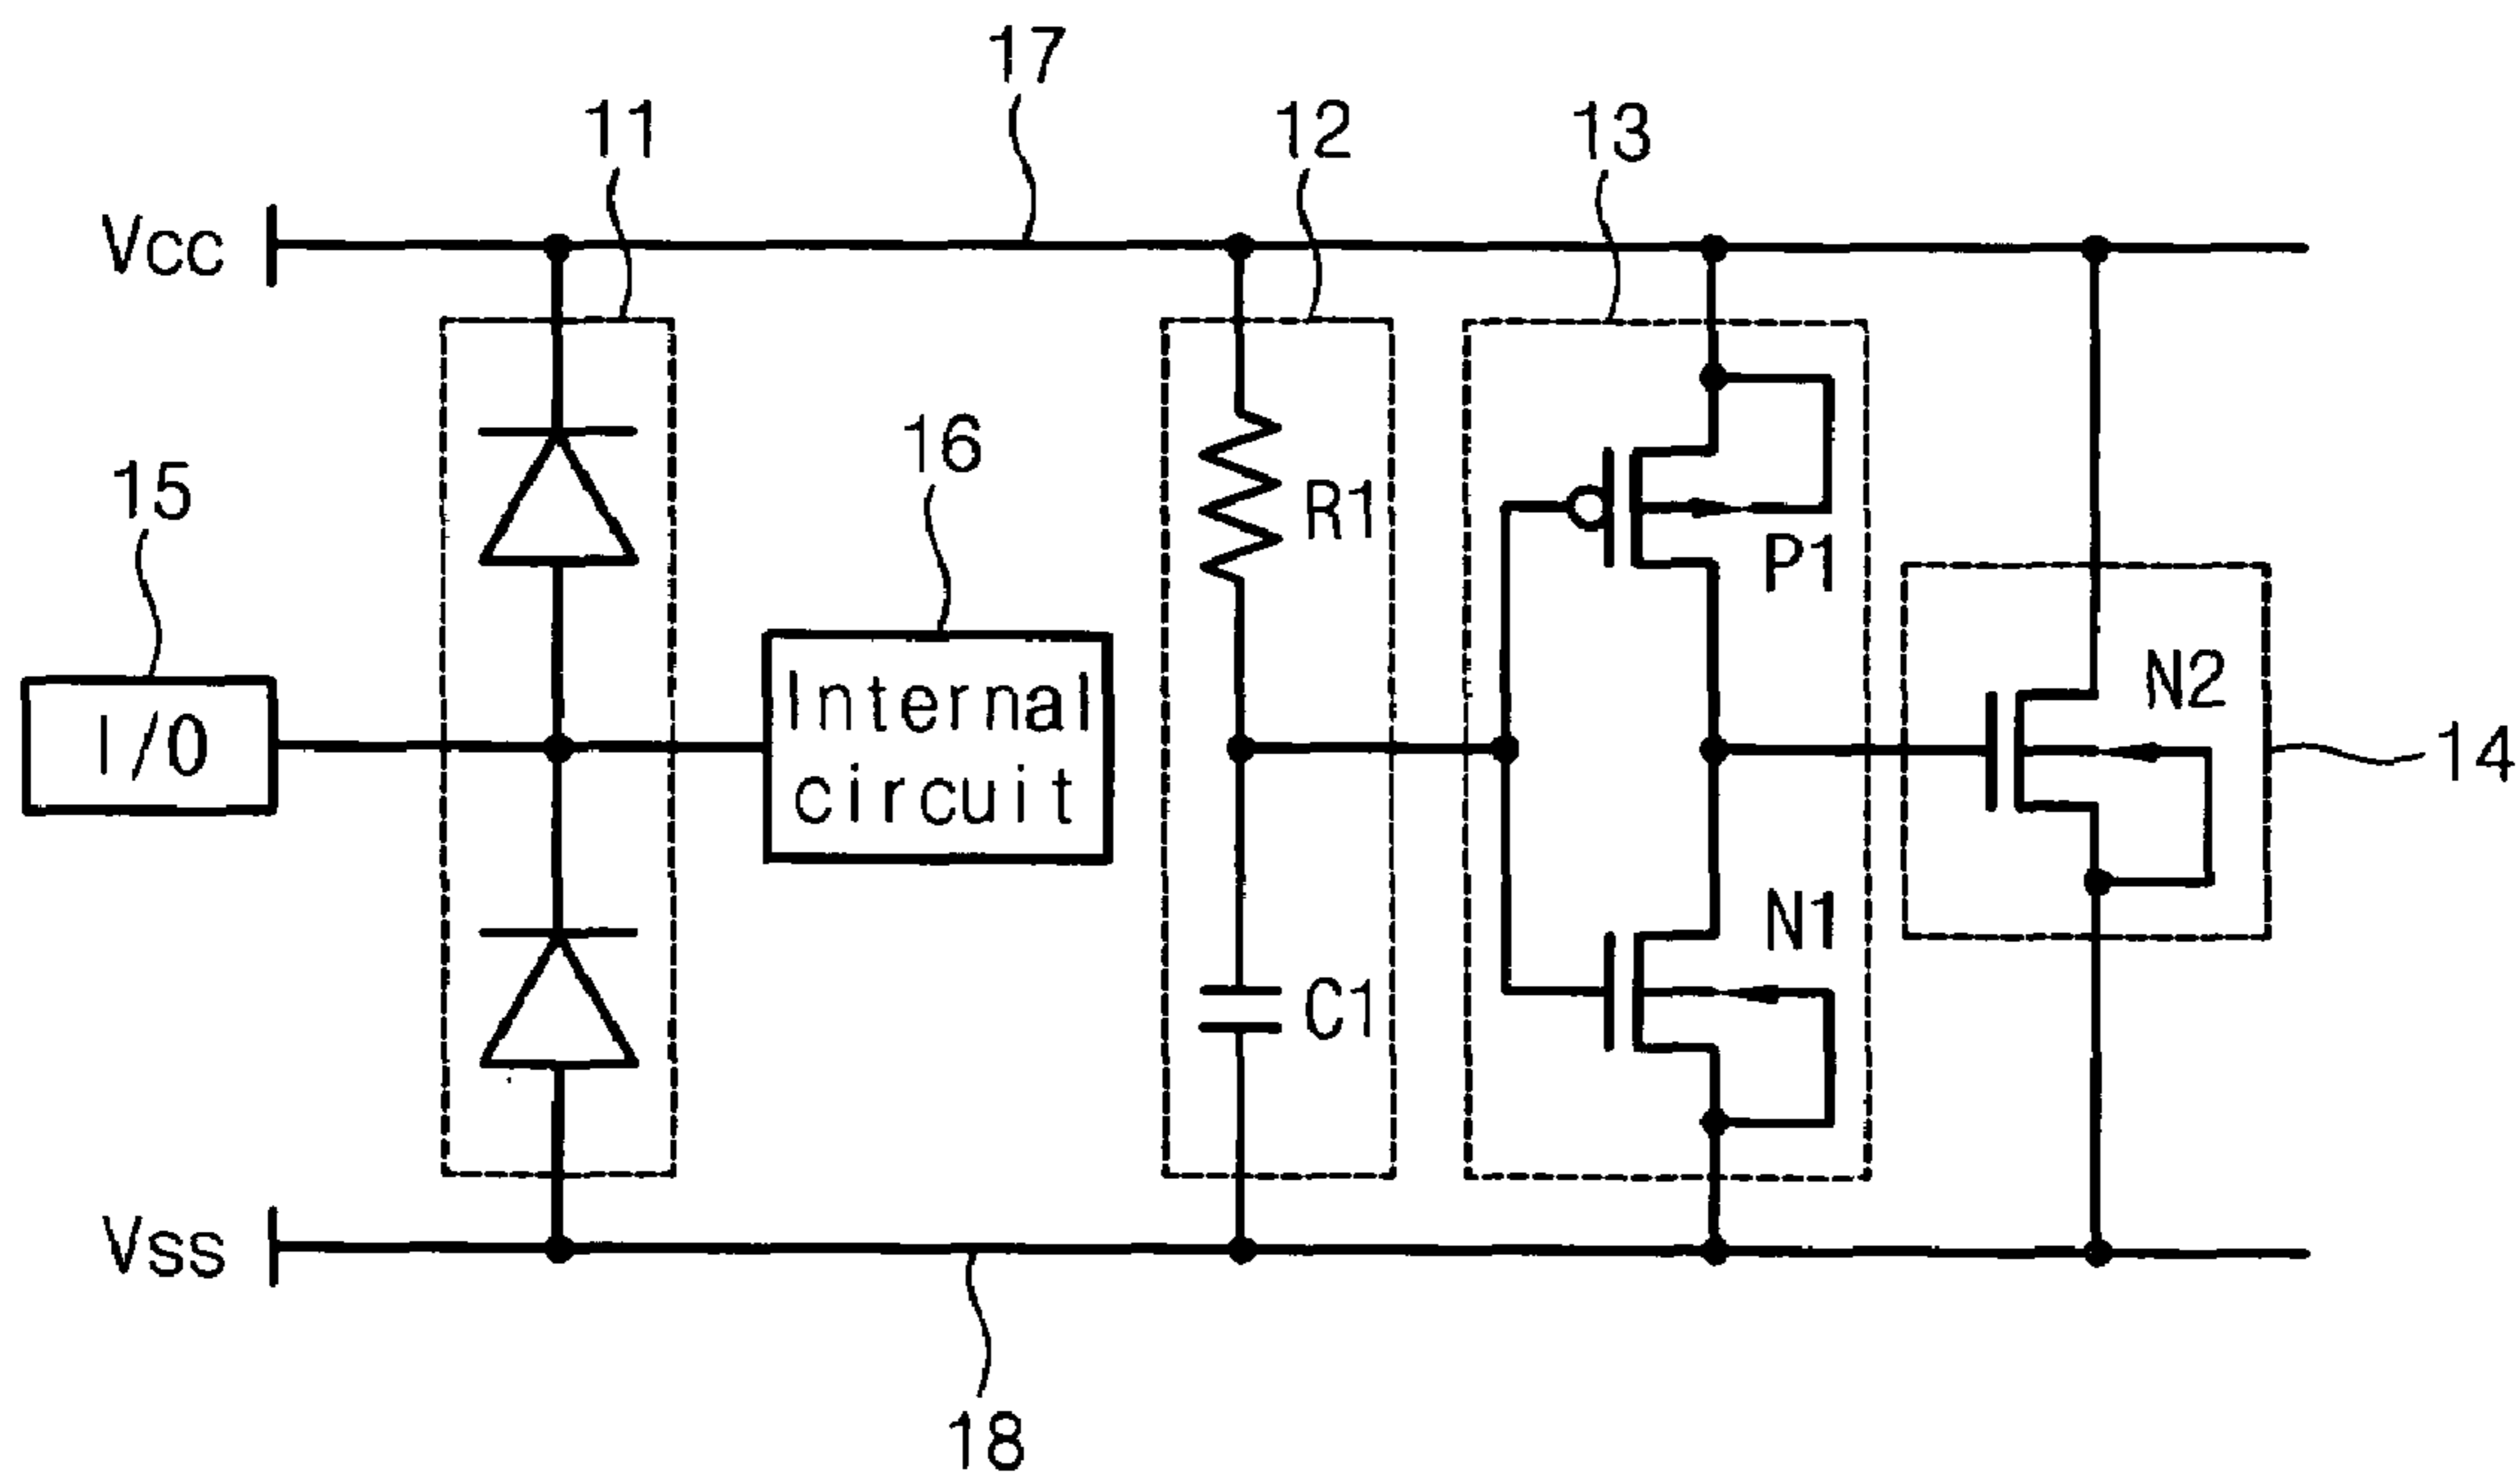 17
11
12
13
Vcc
16
15
R1
P1
Internal
circuit
N2
I/O
14
N1
C1
Vss
18